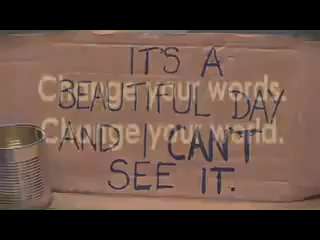 IT'S A
BEAUTIFUL DAY
AND I CAN'T
SEE IT.
Change your words.
Change your world.